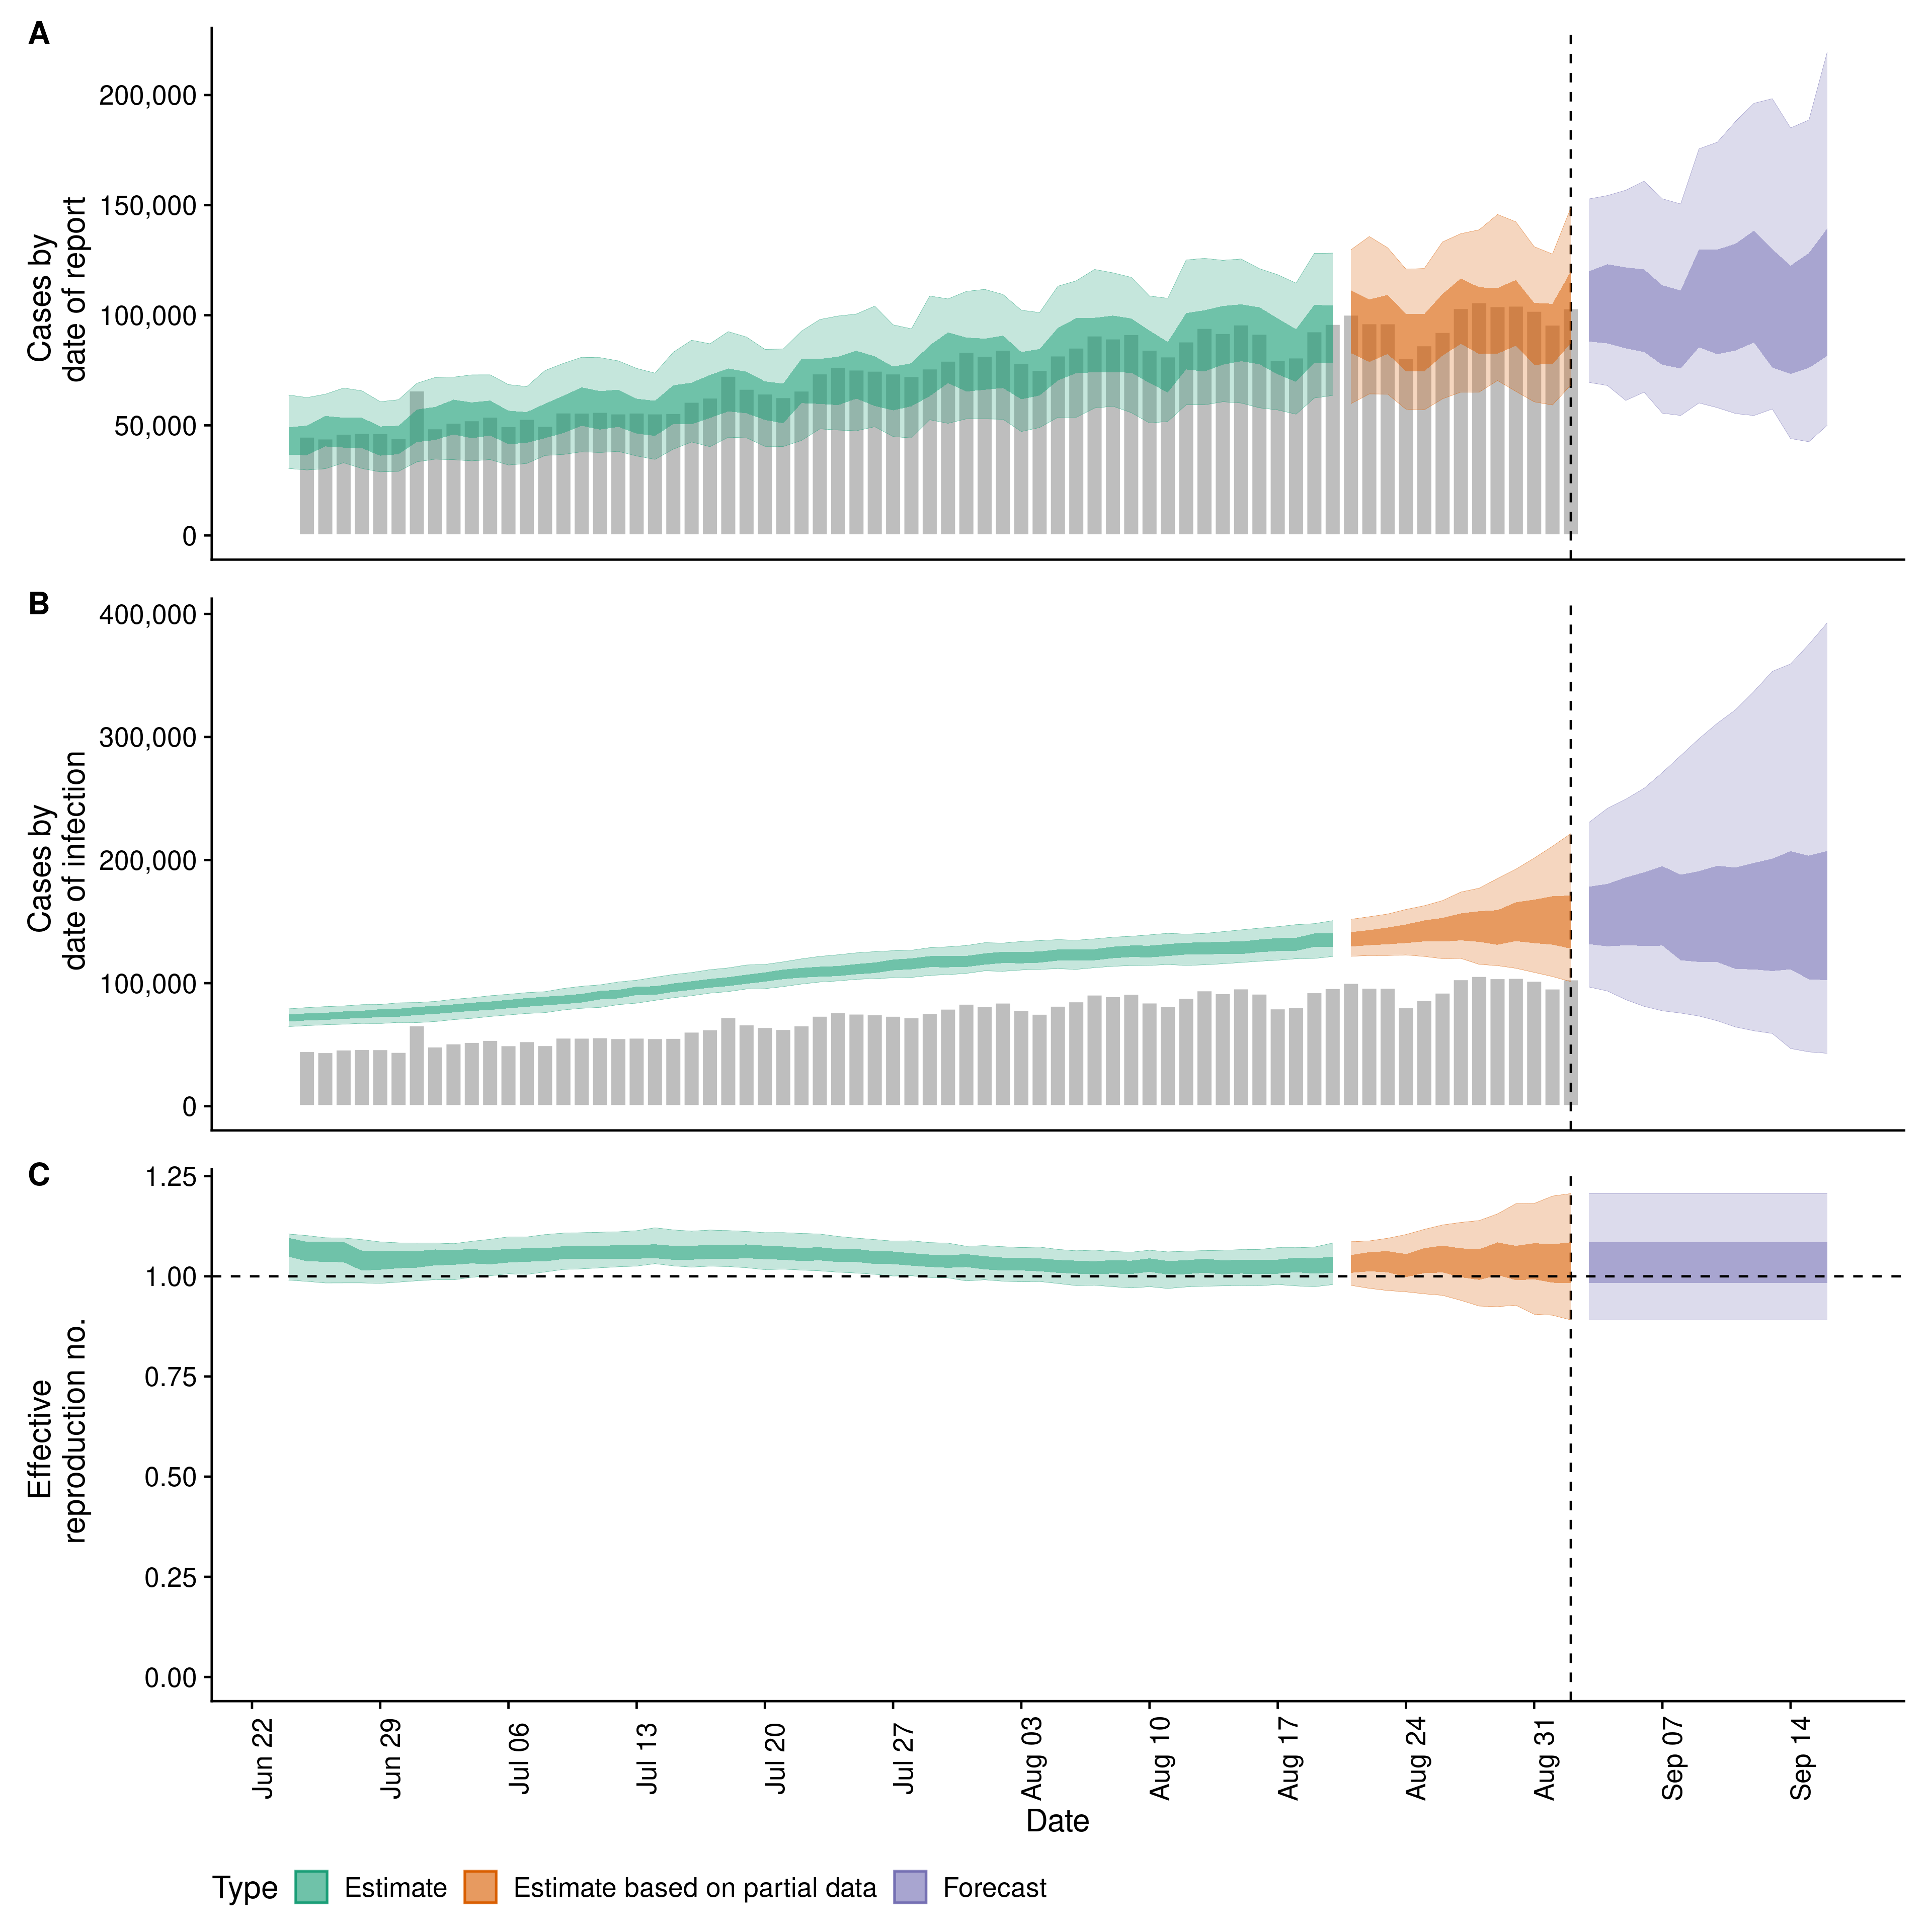 A
Cases by
date of report
200,000
150,000
100,000
50,000
0
B
Cases by
date of infection
400,000
300,000
200,000
100,000
0
C
Effective
reproduction no.
1.25
1.00
0.75
0.50
0.25
0.00
Jun 22
Jun 29
Jul 06
Jul 13
Jul 20
Jul 27
Aug 03
Aug 10
Aug 17
Aug 24
Aug 31
Sep 07
Sep 14
Date
Type Estimate Estimate based on partial data Forecast